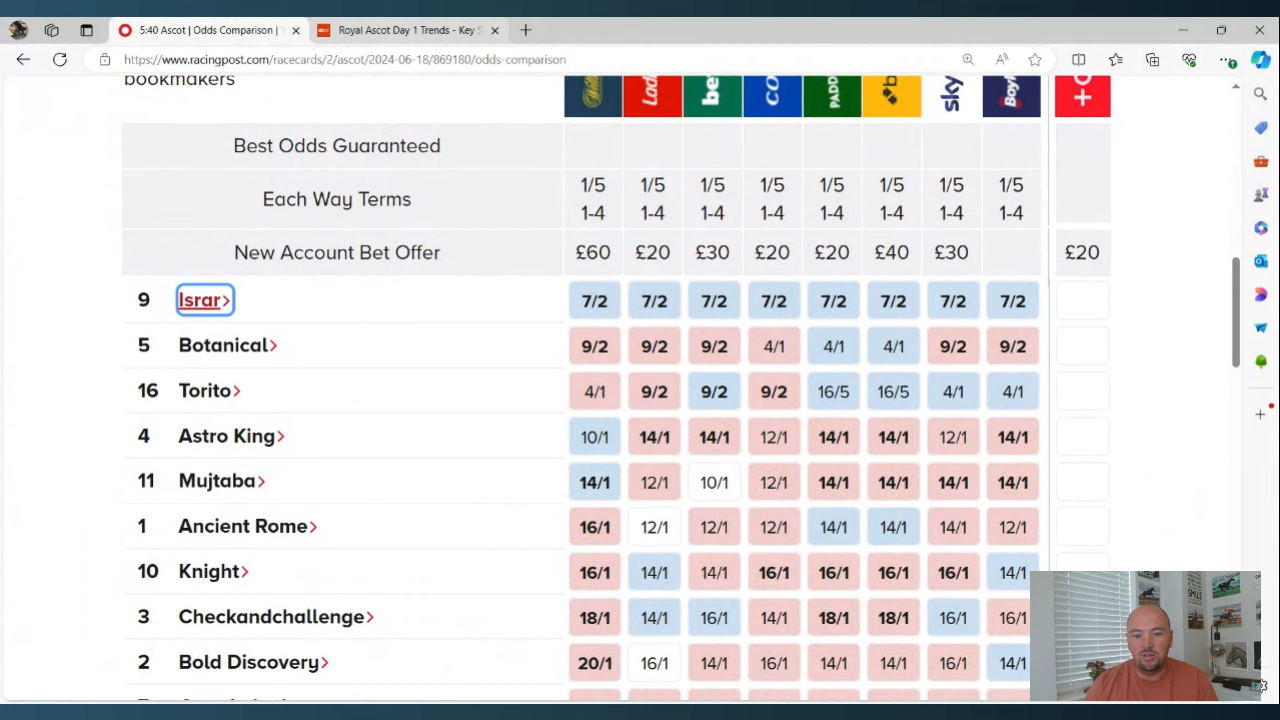 5:40 Ascot | Odds Comparison |
Royal Ascot Day 1 Trends - Key S
https://www.racingpost.com/racecards/2/ascot/2024-06-18/869180/odds-comparison
bookmakers
Lad
be
CO
PADD
sky
Boyl
+C
Best Odds Guaranteed
Each Way Terms 1/5 1/5 1/5 1/5 1/5 1/5 1/5 1/5
1-4 1-4 1-4 1-4 1-4 1-4 1-4 1-4
New Account Bet Offer £60 £20 £30 £20 £20 £40 £30 £20
9 Israr 7/2 7/2 7/2 7/2 7/2 7/2 7/2 7/2
5 Botanical 9/2 9/2 9/2 4/1 4/1 4/1 9/2 9/2
16 Torito 4/1 9/2 9/2 9/2 16/5 16/5 4/1 4/1
4 Astro King 10/1 14/1 14/1 12/1 14/1 14/1 12/1 14/1
11 Mujtaba 14/1 12/1 10/1 12/1 14/1 14/1 14/1 14/1
1 Ancient Rome 16/1 12/1 12/1 12/1 14/1 14/1 14/1 12/1
10 Knight 16/1 14/1 14/1 16/1 16/1 16/1 16/1 14/1
3 Checkandchallenge 18/1 14/1 16/1 14/1 18/1 18/1 16/1 16/1
2 Bold Discovery 20/1 16/1 14/1 16/1 14/1 14/1 16/1 14/1